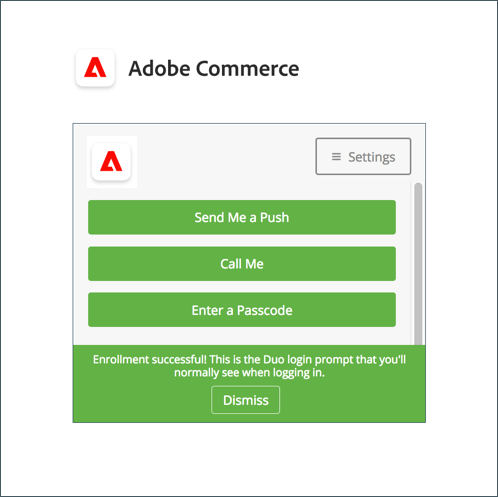 Adobe Commerce
Settings
Send Me a Push
Call Me
Enter a Passcode
Enrollment successful! This is the Duo login prompt that you'll
normally see when logging in.
Dismiss